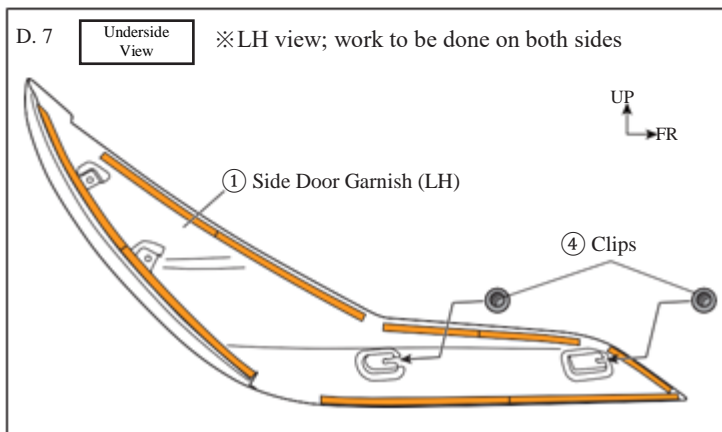 D. 7
Underside
View
※LH view; work to be done on both sides
UP
FR
① Side Door Garnish (LH)
④ Clips